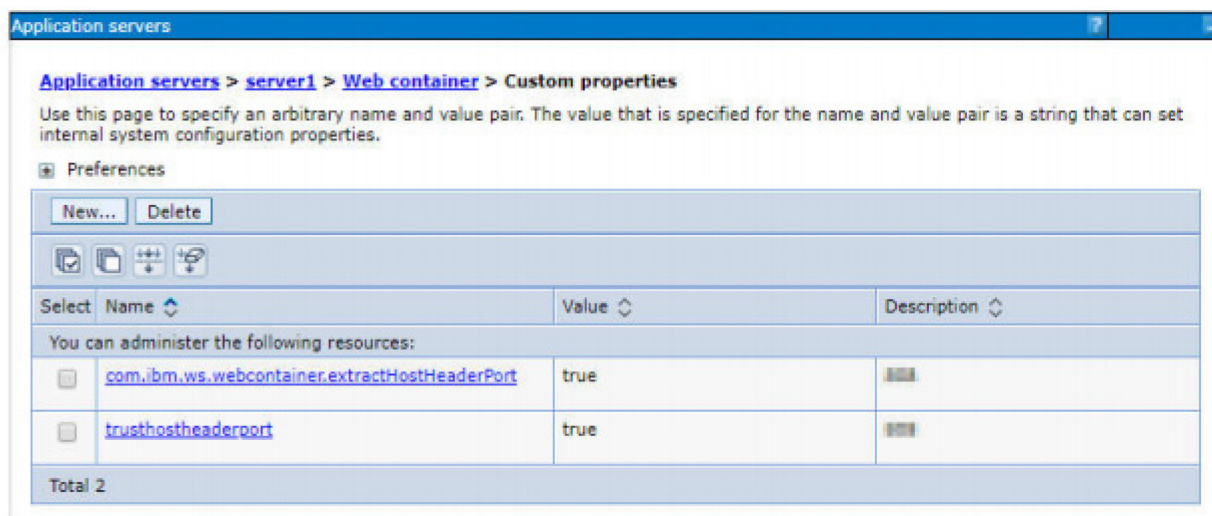 Application servers ?
Application servers > server1 > Web container > Custom properties
Use this page to specify an arbitrary name and value pair. The value that is specified for the name and value pair is a string that can set
internal system configuration properties.
Preferences
New... Delete
Select Name Value Description
You can administer the following resources:
com.ibm.ws.webcontainer.extractHostHeaderPort true
trusthostheaderport true
Total 2